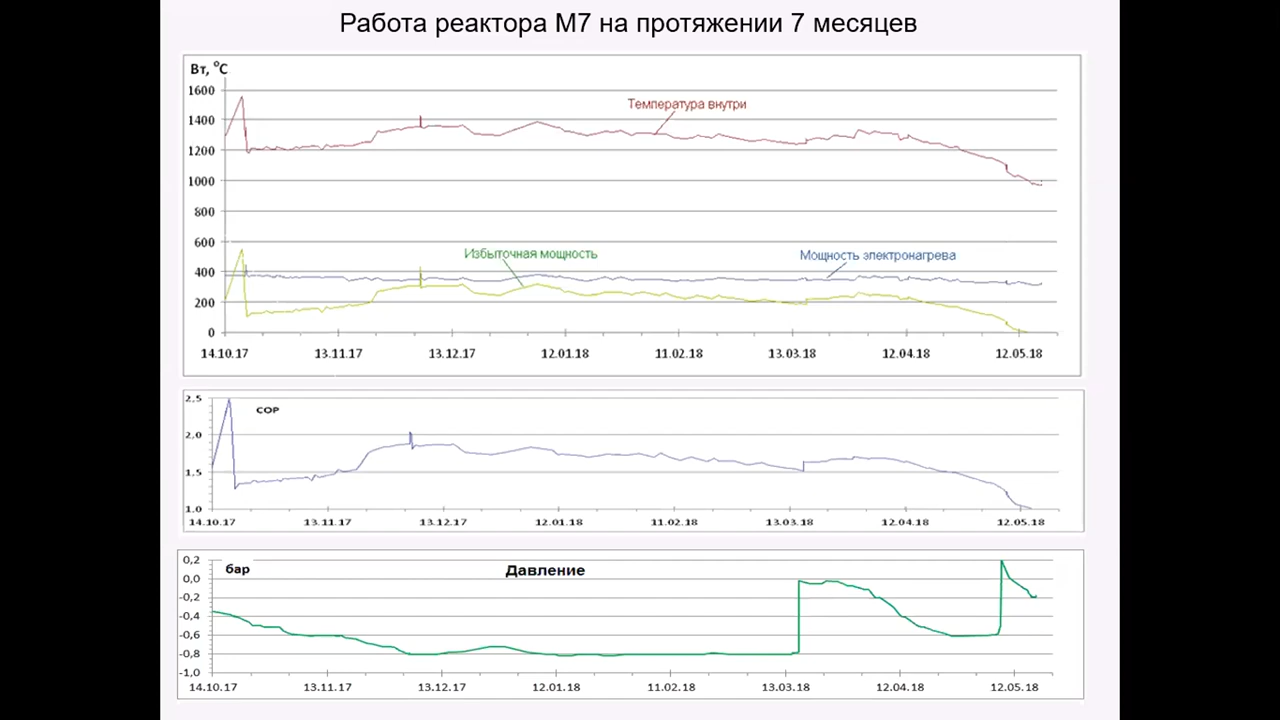 Работа реактора М7 на протяжении 7 месяцев
Вт, °С
1600
Температура внутри
1400
1200
1000
800
600
Избыточная мощность
Мощность электронагрева
400
200
0
14.10.17 13.11.17 13.12.17 12.01.18 11.02.18 13.03.18 12.04.18 12.05.18
2.5
COP
2.0
1.5
1.0
14.10.17 13.11.17 13.12.17 12.01.18 11.02.18 13.03.18 12.04.18 12.05.18
0,2
бар
Давление
0,0
-0,2
-0,4
-0,6
-0,8
-1,0
14.10.17 13.11.17 13.12.17 12.01.18 11.02.18 13.03.18 12.04.18 12.05.18